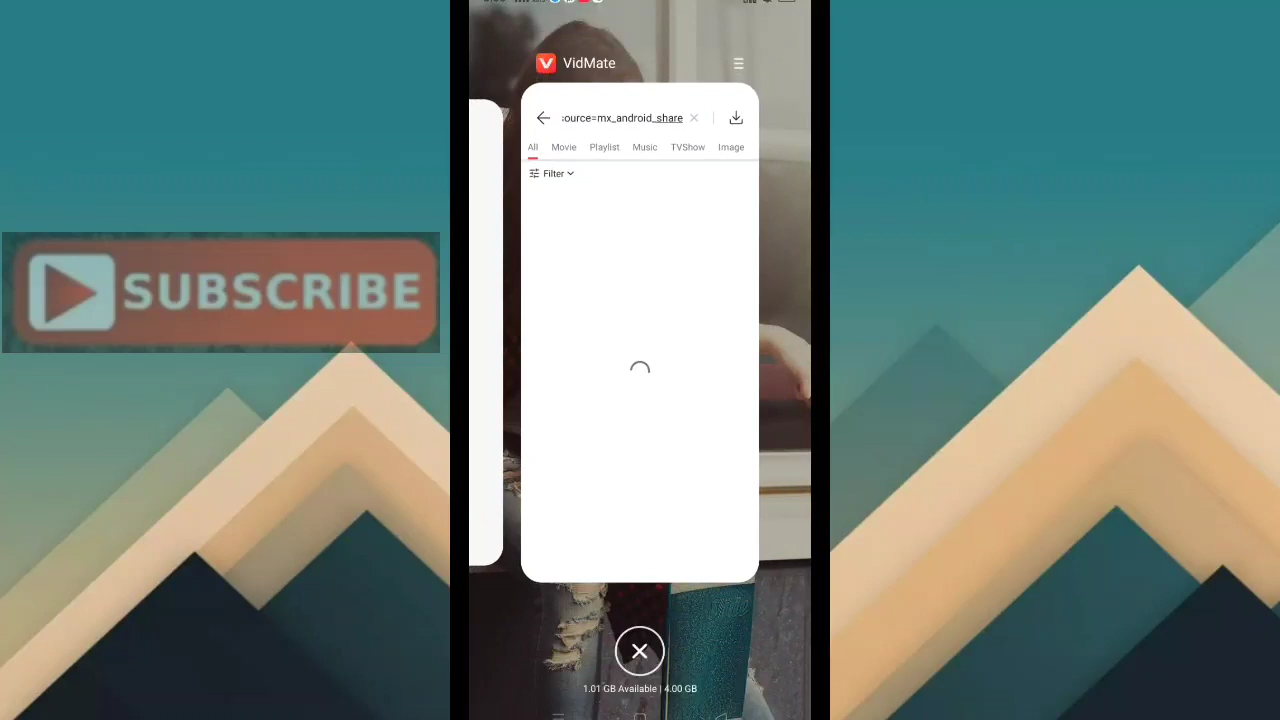 VidMate
source=mx_android_share
All Movie Playlist Music TVShow Image
Filter
SUBSCRIBE
1.01 GB Available | 4.00 GB